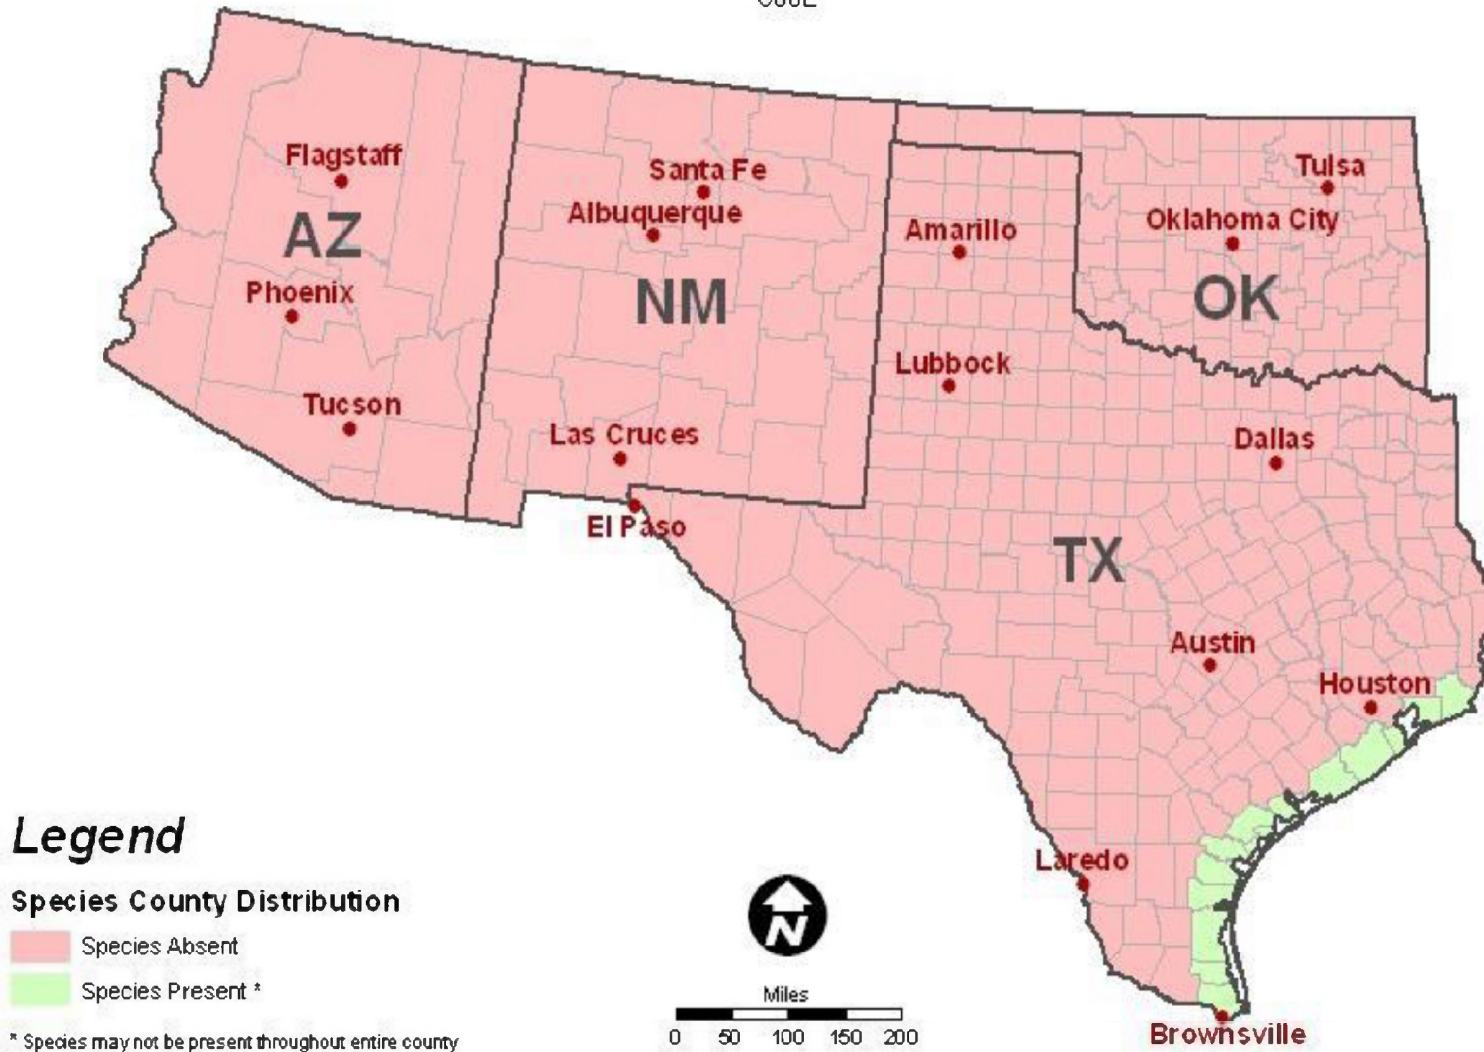 Flagstaff
AZ
Phoenix
Tucson
Santa Fe
Albuquerque
NM
Las Cruces
El Paso
Amarillo
Lubbock
Tulsa
Oklahoma City
OK
Dallas
TX
Austin
Houston
Laredo
Brownsville
Legend
Species County Distribution
Species Absent
Species Present *
* Species may not be present throughout entire county
N
Miles
0 50 100 150 200